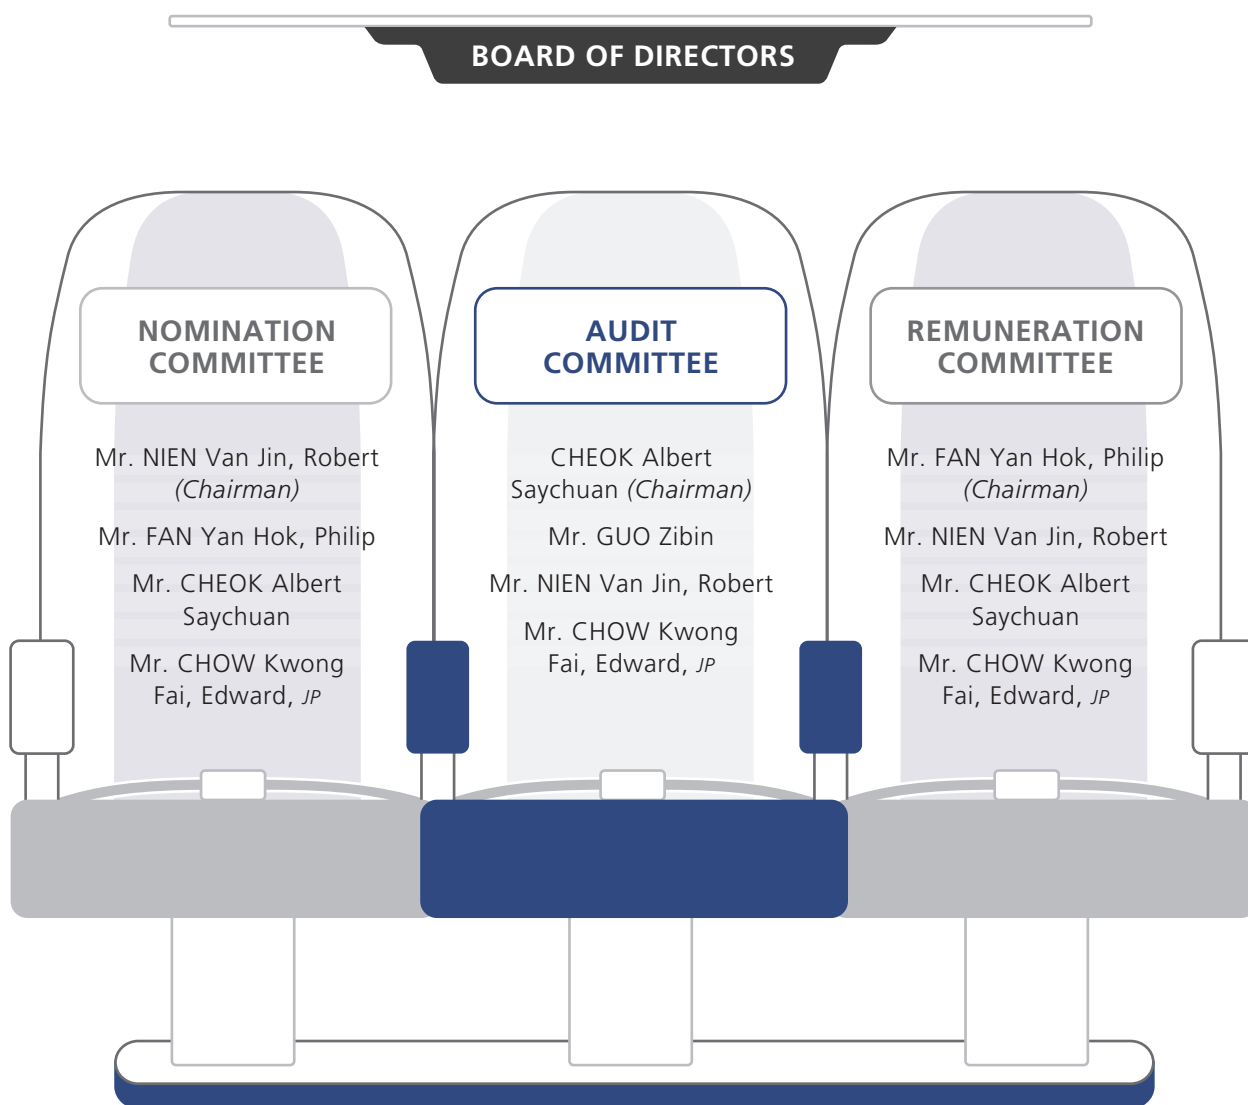 BOARD OF DIRECTORS
NOMINATION
COMMITTEE
Mr. NIEN Van Jin, Robert
(Chairman)
Mr. FAN Yan Hok, Philip
Mr. CHEOK Albert
Saychuan
Mr. CHOW Kwong
Fai, Edward, JP
AUDIT
COMMITTEE
CHEOK Albert
Saychuan (Chairman)
Mr. GUO Zibin
Mr. NIEN Van Jin, Robert
Mr. CHOW Kwong
Fai, Edward, JP
REMUNERATION
COMMITTEE
Mr. FAN Yan Hok, Philip
(Chairman)
Mr. NIEN Van Jin, Robert
Mr. CHEOK Albert
Saychuan
Mr. CHOW Kwong
Fai, Edward, JP